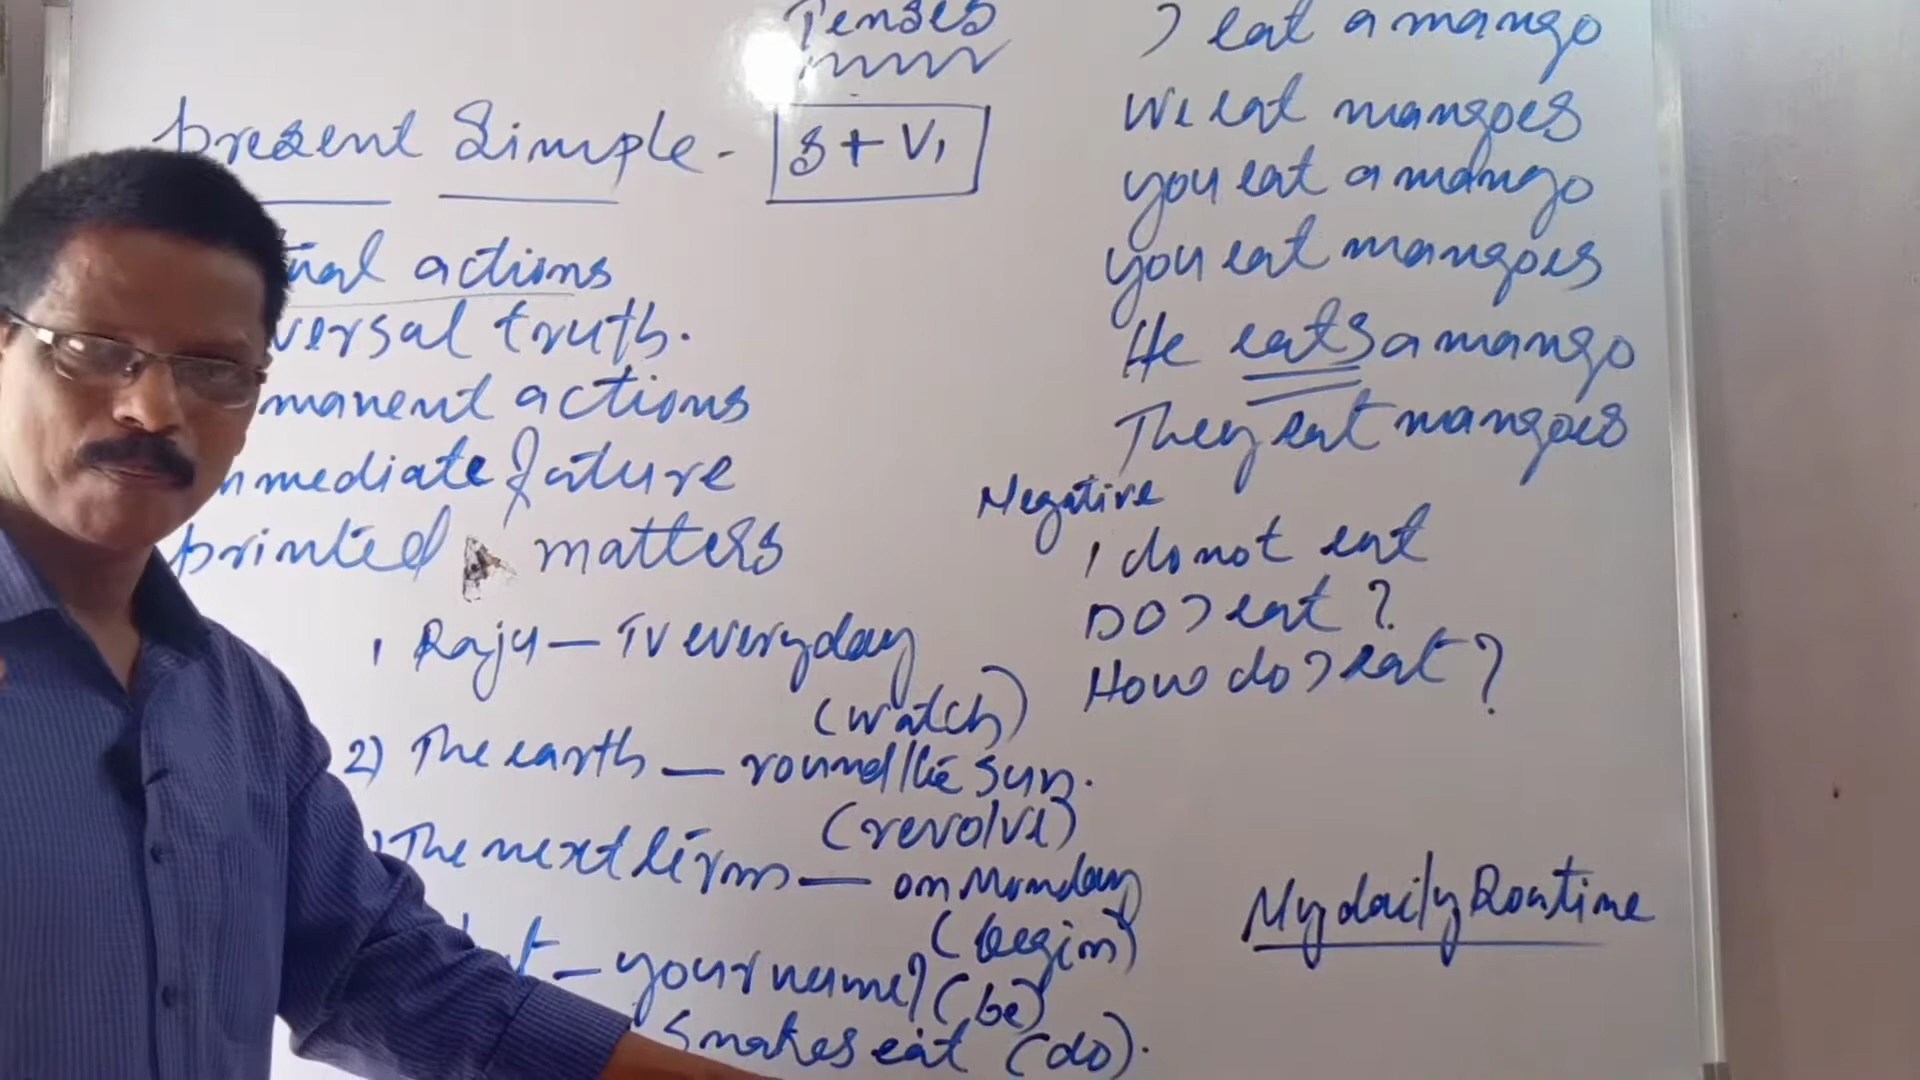 Tenses
Present Simple - S + V1
actions
truth.
actions
immediate future
printed matters
1 Raju — TV everyday
(watch)
2) The earth — round the sun.
(revolve)
) The next term — on Monday
(begin)
— your name? (be)
Snakes eat (do).
I eat a mango
We eat mangoes
you eat a mango
you eat mangoes
He eats a mango
They eat mangoes
Negative
I do not eat
DO I eat ?
How do I eat ?
My daily Routine